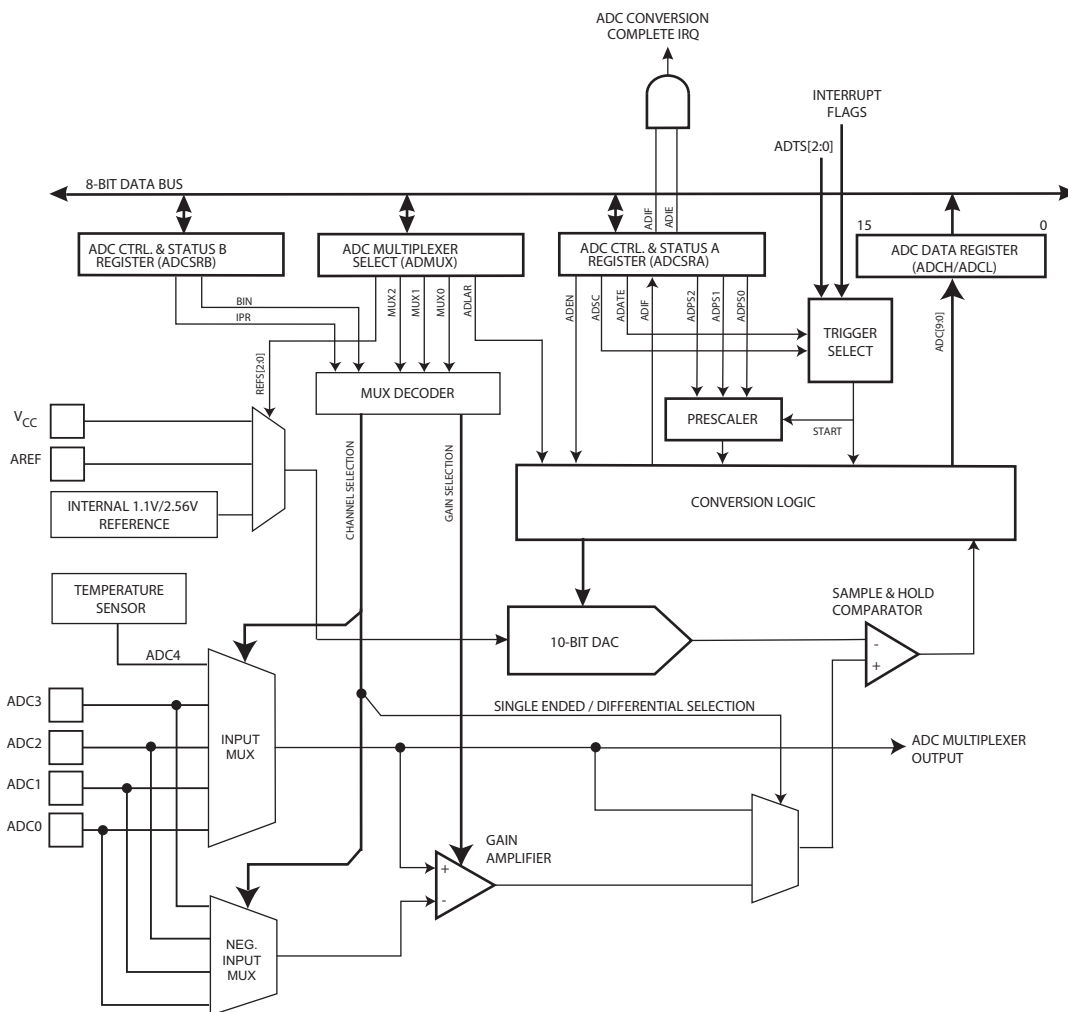 ADC CONVERSION
COMPLETE IRQ
INTERRUPT
FLAGS
ADTS[2:0]
8-BIT DATA BUS
ADIF
ADIE
15
0
ADC CTRL. & STATUS B
REGISTER (ADCSRB)
ADC MULTIPLEXER
SELECT (ADMUX)
ADC CTRL. & STATUS A
REGISTER (ADCSRA)
ADC DATA REGISTER
(ADCH/ADCL)
BIN
IPR
REFS[2:0]
MUX2
MUX1
MUX0
ADLAR
ADEN
ADSC
ADATE
ADIF
ADPS2
ADPS1
ADPS0
TRIGGER
SELECT
ADC[9:0]
MUX DECODER
PRESCALER
START
VCC
AREF
INTERNAL 1.1V/2.56V
REFERENCE
CHANNEL SELECTION
GAIN SELECTION
CONVERSION LOGIC
TEMPERATURE
SENSOR
ADC4
10-BIT DAC
SAMPLE & HOLD
COMPARATOR
-
+
ADC3
ADC2
ADC1
ADC0
INPUT
MUX
SINGLE ENDED / DIFFERENTIAL SELECTION
ADC MULTIPLEXER
OUTPUT
GAIN
AMPLIFIER
+
-
NEG.
INPUT
MUX